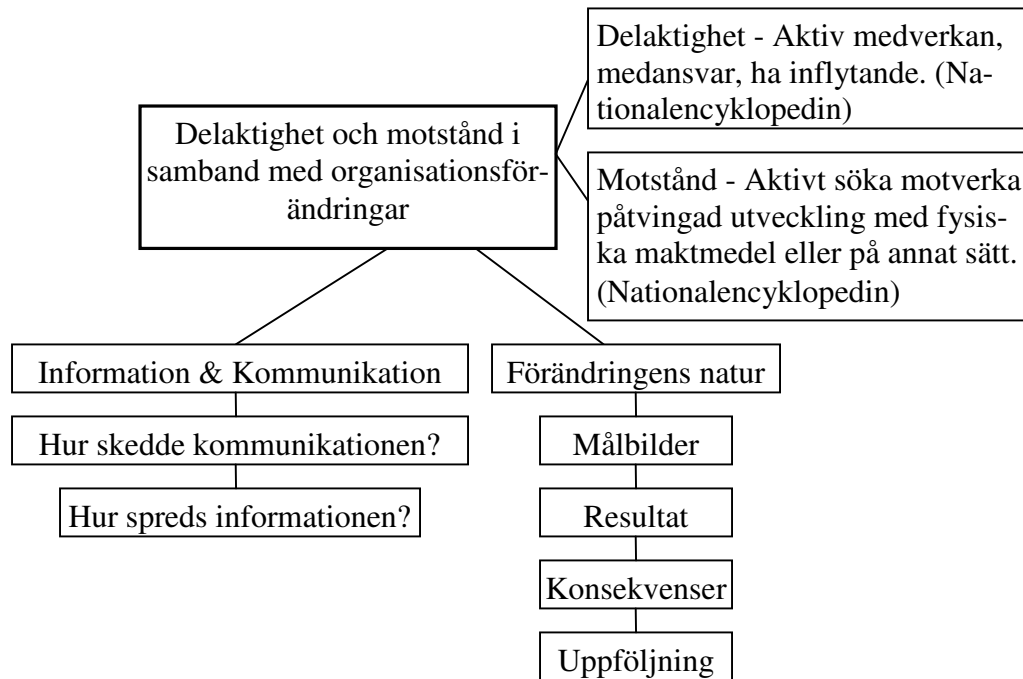 Delaktighet och motstånd i
samband med organisationsför-
ändringar
Delaktighet - Aktiv medverkan,
medansvar, ha inflytande. (Na-
tionalencyklopedin)
Motstånd - Aktivt söka motverka
påtvingad utveckling med fysis-
ka maktmedel eller på annat sätt.
(Nationalencyklopedin)
Information & Kommunikation
Hur skedde kommunikationen?
Hur spreds informationen?
Förändringens natur
Målbilder
Resultat
Konsekvenser
Uppföljning